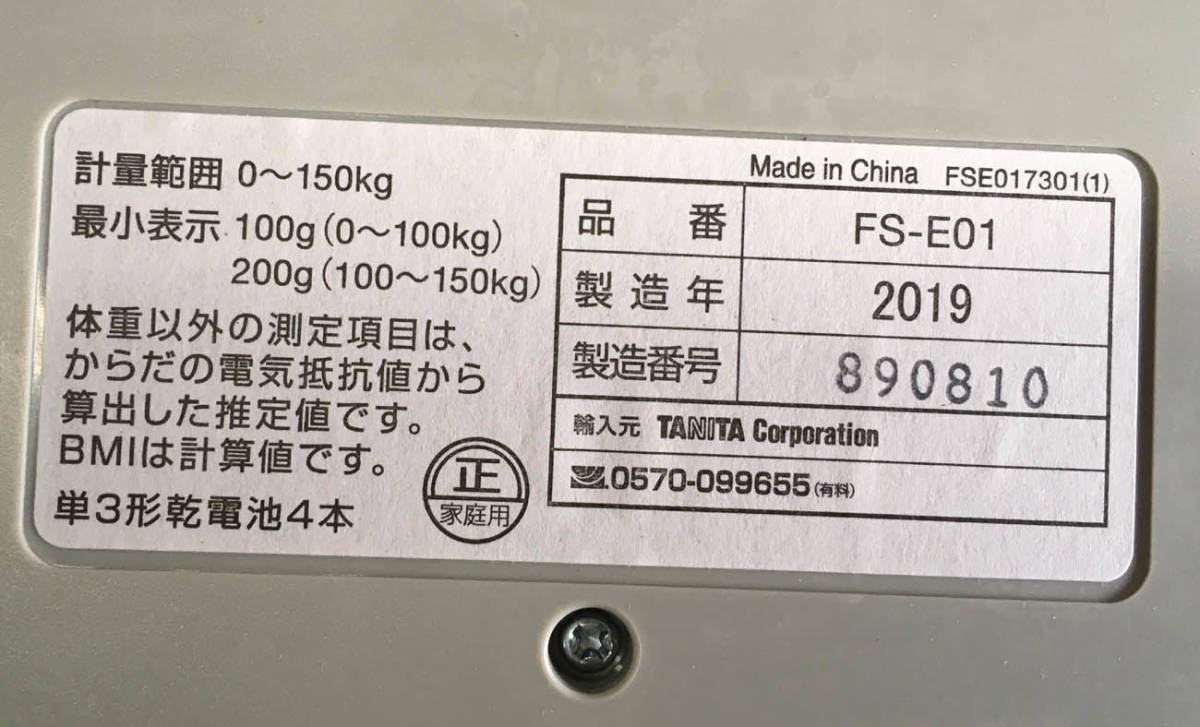 計量範囲 0～150kg
最小表示 100g(0～100kg)
200g(100～150kg)
体重以外の測定項目は、
からだの電気抵抗値から
算出した推定値です。
BMIは計算値です。
単3形乾電池4本
正
家庭用
Made in China FSE017301(1)
品番 FS-E01
製造年 2019
製造番号 890810
輸入元 TANITA Corporation
0570-099655(有料)